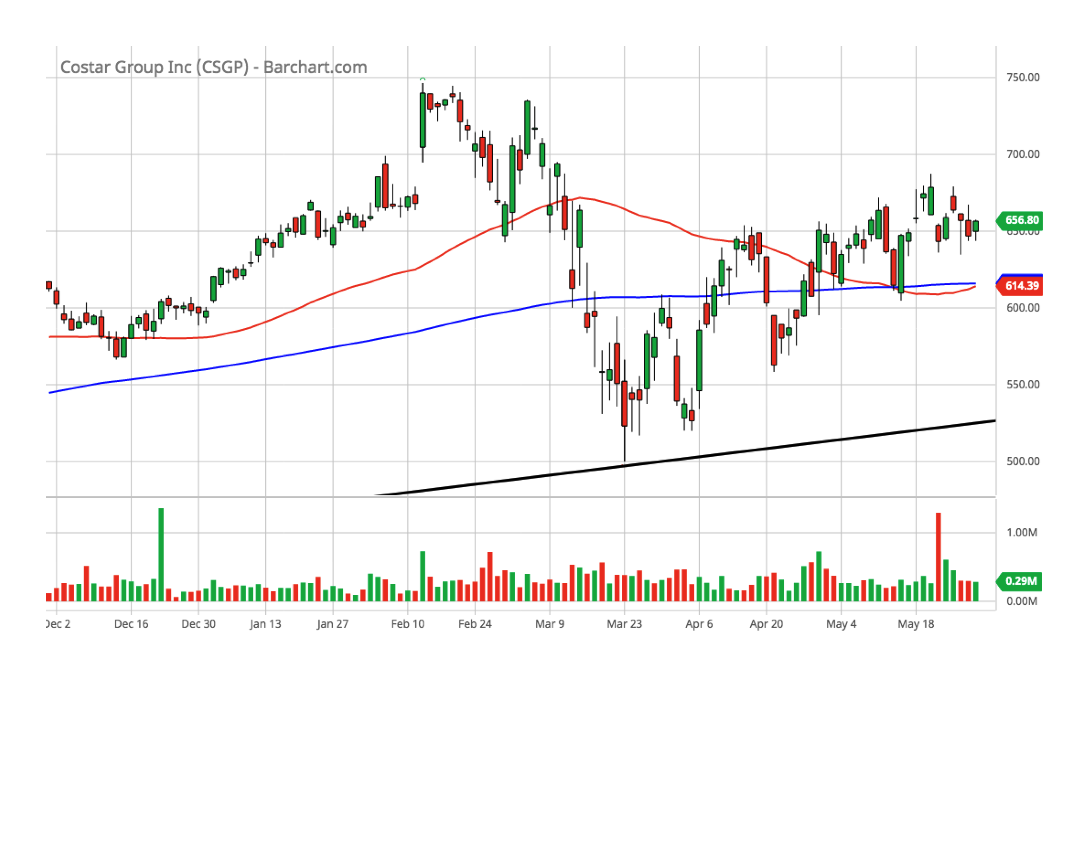 Costar Group Inc (CSGP) - Barchart.com
750.00
700.00
656.80
614.39
600.00
550.00
500.00
1.00M
0.29M
0.00M
Dec 2 Dec 16 Dec 30 Jan 13 Jan 27 Feb 10 Feb 24 Mar 9 Mar 23 Apr 6 Apr 20 May 4 May 18